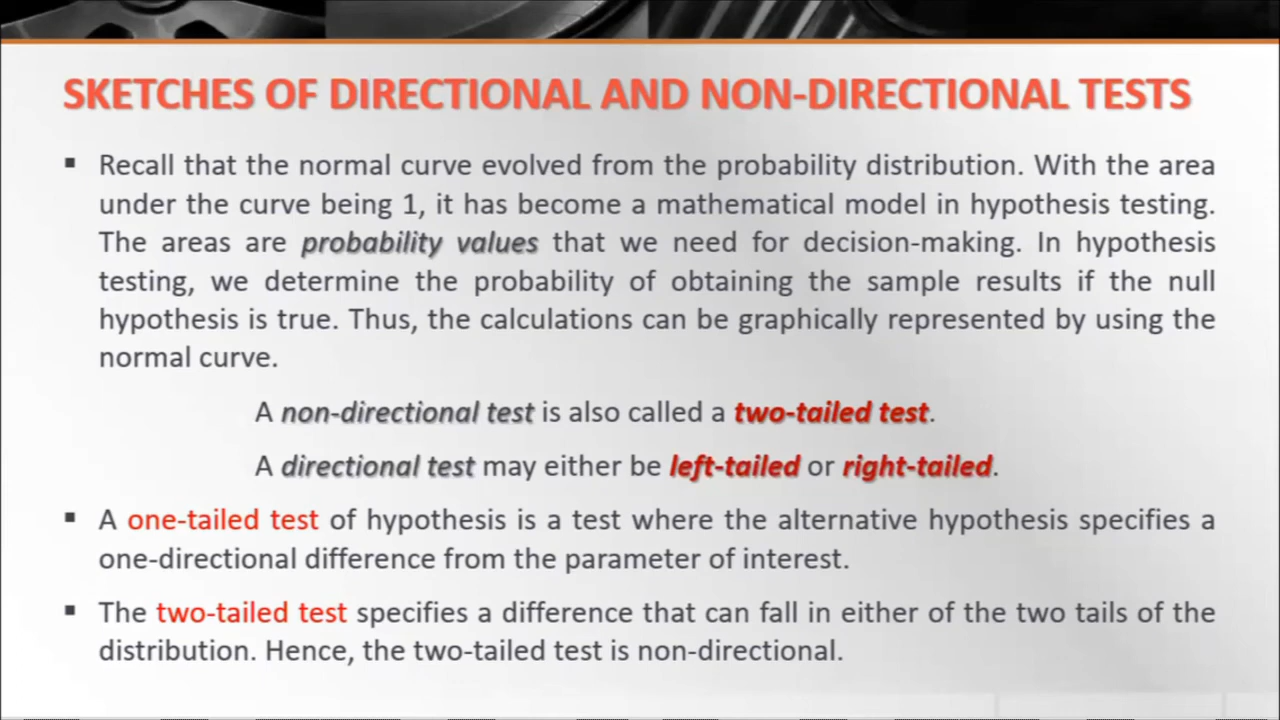 SKETCHES OF DIRECTIONAL AND NON-DIRECTIONAL TESTS
▪ Recall that the normal curve evolved from the probability distribution. With the area
under the curve being 1, it has become a mathematical model in hypothesis testing.
The areas are probability values that we need for decision-making. In hypothesis
testing, we determine the probability of obtaining the sample results if the null
hypothesis is true. Thus, the calculations can be graphically represented by using the
normal curve.
A non-directional test is also called a two-tailed test.
A directional test may either be left-tailed or right-tailed.
▪ A one-tailed test of hypothesis is a test where the alternative hypothesis specifies a
one-directional difference from the parameter of interest.
▪ The two-tailed test specifies a difference that can fall in either of the two tails of the
distribution. Hence, the two-tailed test is non-directional.